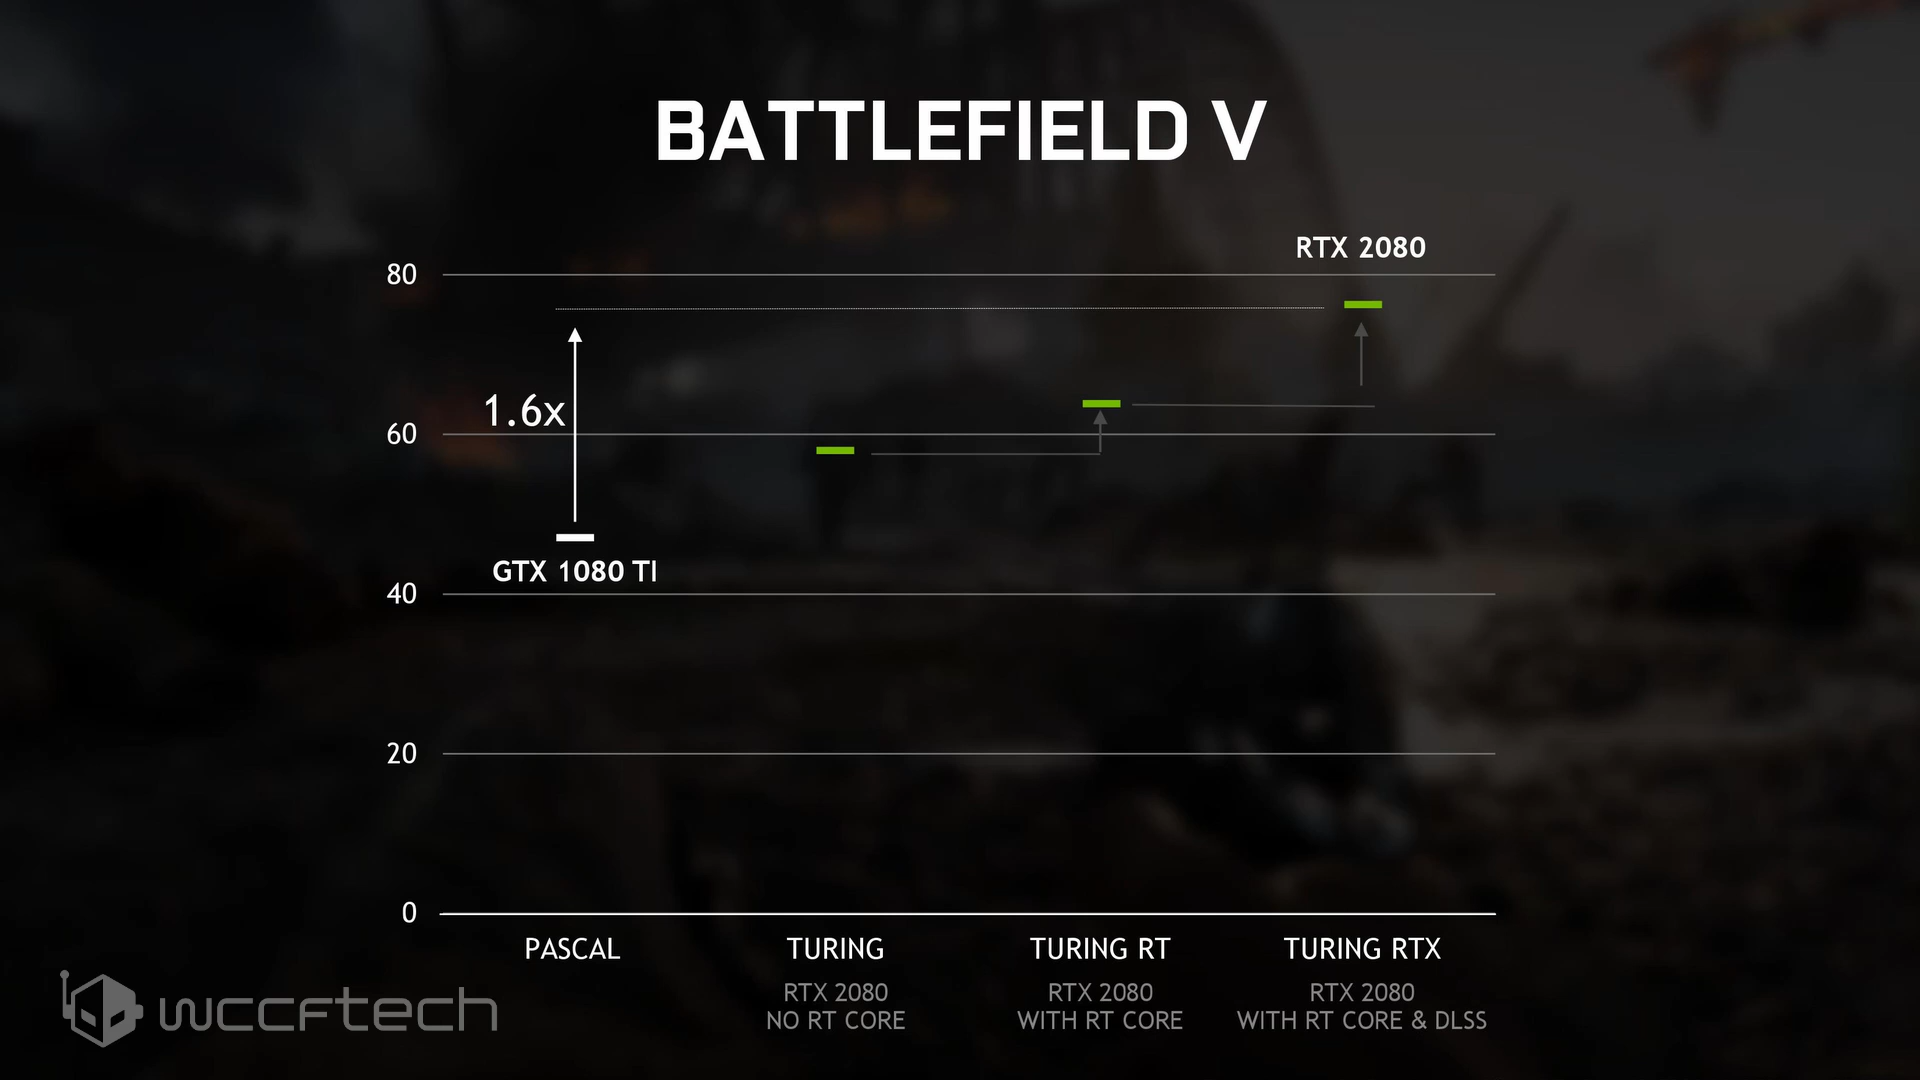 BATTLEFIELD V
RTX 2080
80
1.6x
60
GTX 1080 TI
40
20
0
PASCAL
TURING
TURING RT
TURING RTX
RTX 2080
NO RT CORE
RTX 2080
WITH RT CORE
RTX 2080
WITH RT CORE & DLSS
wccftech